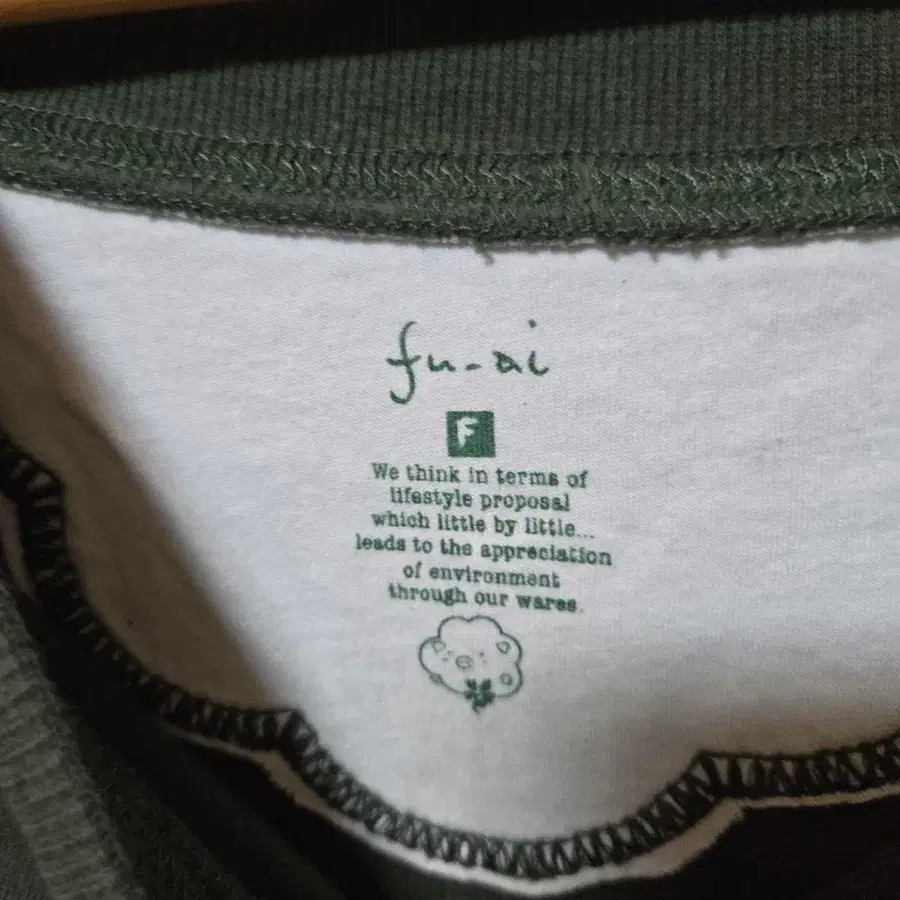 fu-ai
F
We think in terms of
lifestyle proposal
which little by little...
leads to the appreciation
of environment
through our wares.